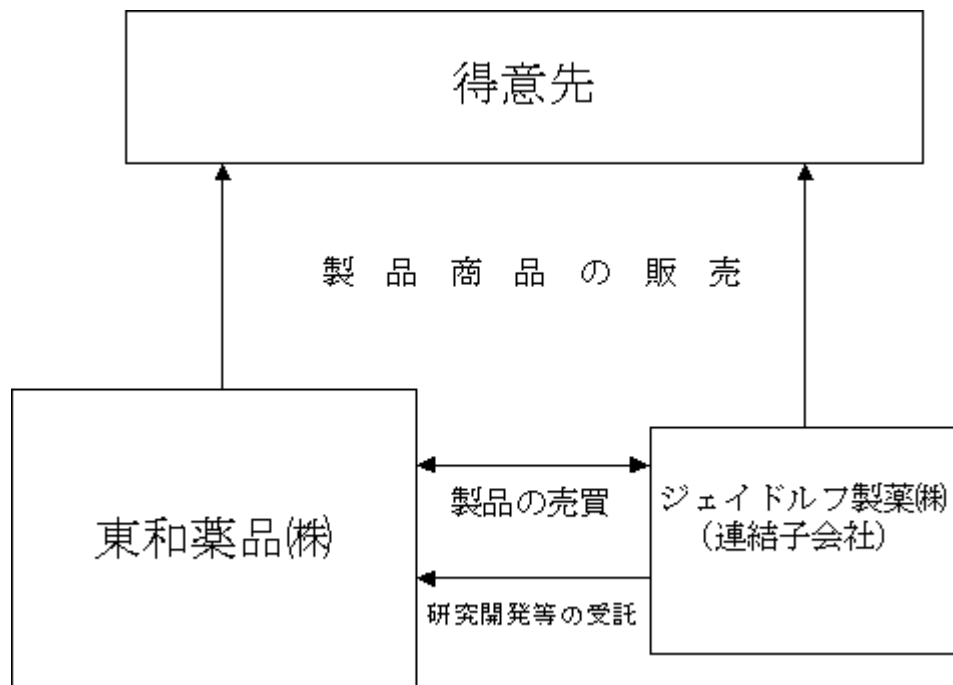 得意先
製品商品の販売
東和薬品㈱
製品の売買
研究開発等の受託
ジェイドルフ製薬㈱
（連結子会社）